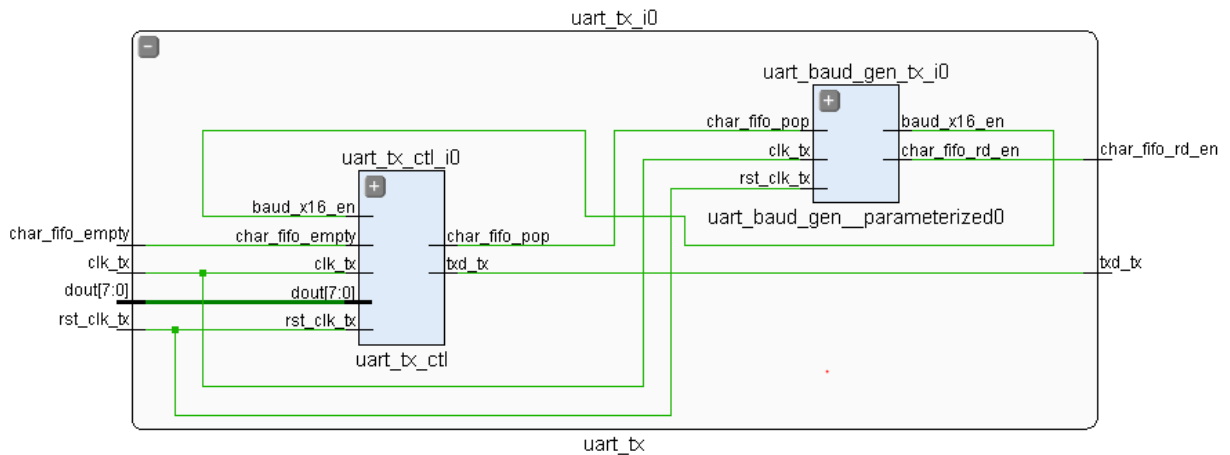 uart_tx_i0
uart_baud_gen_tx_i0
char_fifo_pop
baud_x16_en
clk_tx
char_fifo_rd_en
char_fifo_rd_en
rst_clk_tx
uart_baud_gen__parameterized0
uart_tx_ctl_i0
baud_x16_en
char_fifo_empty
char_fifo_empty
char_fifo_pop
clk_tx
clk_tx
txd_tx
txd_tx
dout[7:0]
dout[7:0]
rst_clk_tx
rst_clk_tx
uart_tx_ctl
uart_tx